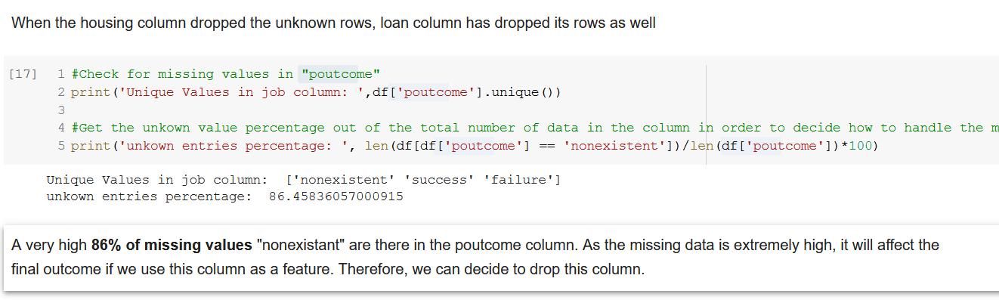 When the housing column dropped the unknown rows, loan column has dropped its rows as well
[17] 1 #Check for missing values in "poutcome"
2 print('Unique Values in job column: ',df['poutcome'].unique())
3
4 #Get the unkown value percentage out of the total number of data in the column in order to decide how to handle the m
5 print('unkown entries percentage: ', len(df[df['poutcome'] == 'nonexistent'])/len(df['poutcome'])*100)
Unique Values in job column:  ['nonexistent' 'success' 'failure']
unkown entries percentage:  86.45836057000915
A very high 86% of missing values "nonexistant" are there in the poutcome column. As the missing data is extremely high, it will affect the
final outcome if we use this column as a feature. Therefore, we can decide to drop this column.